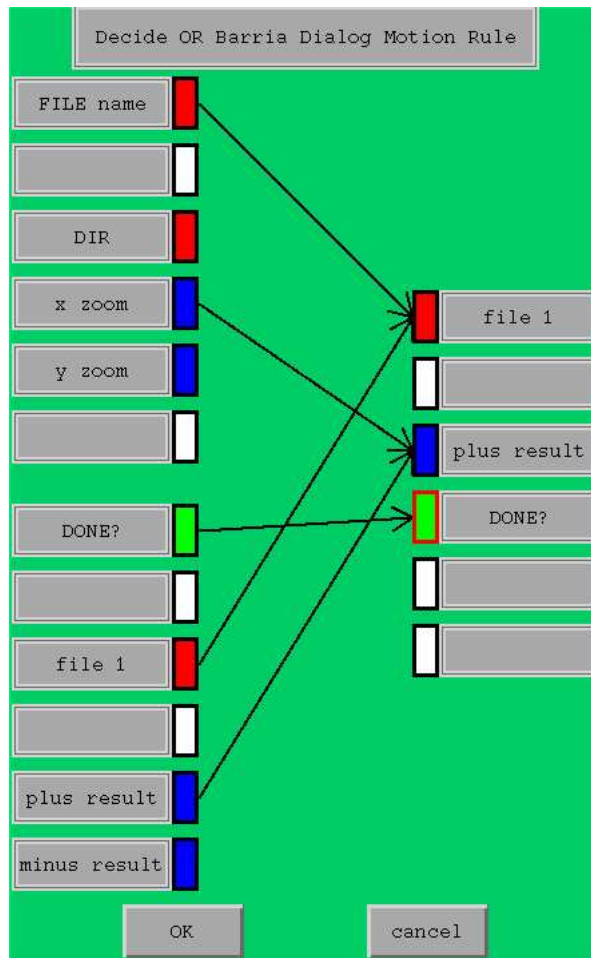 Decide OR Barria Dialog Motion Rule
FILE name
DIR
x zoom
y zoom
DONE?
file 1
plus result
minus result
file 1
plus result
DONE?
OK
cancel